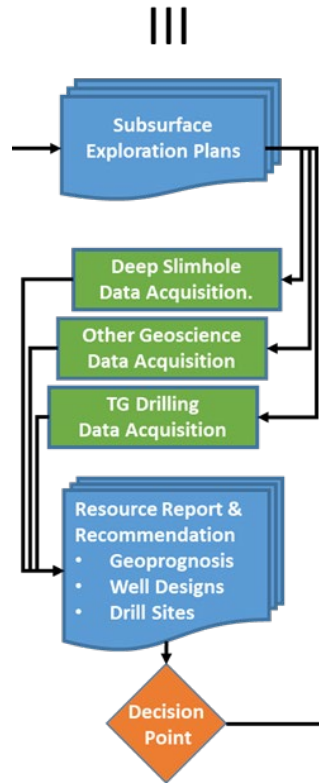 III
Subsurface
Exploration Plans
Deep Slimhole
Data Acquisition.
Other Geoscience
Data Acquisition
TG Drilling
Data Acquisition
Resource Report &
Recommendation
• Geoprognosis
• Well Designs
• Drill Sites
Decision
Point